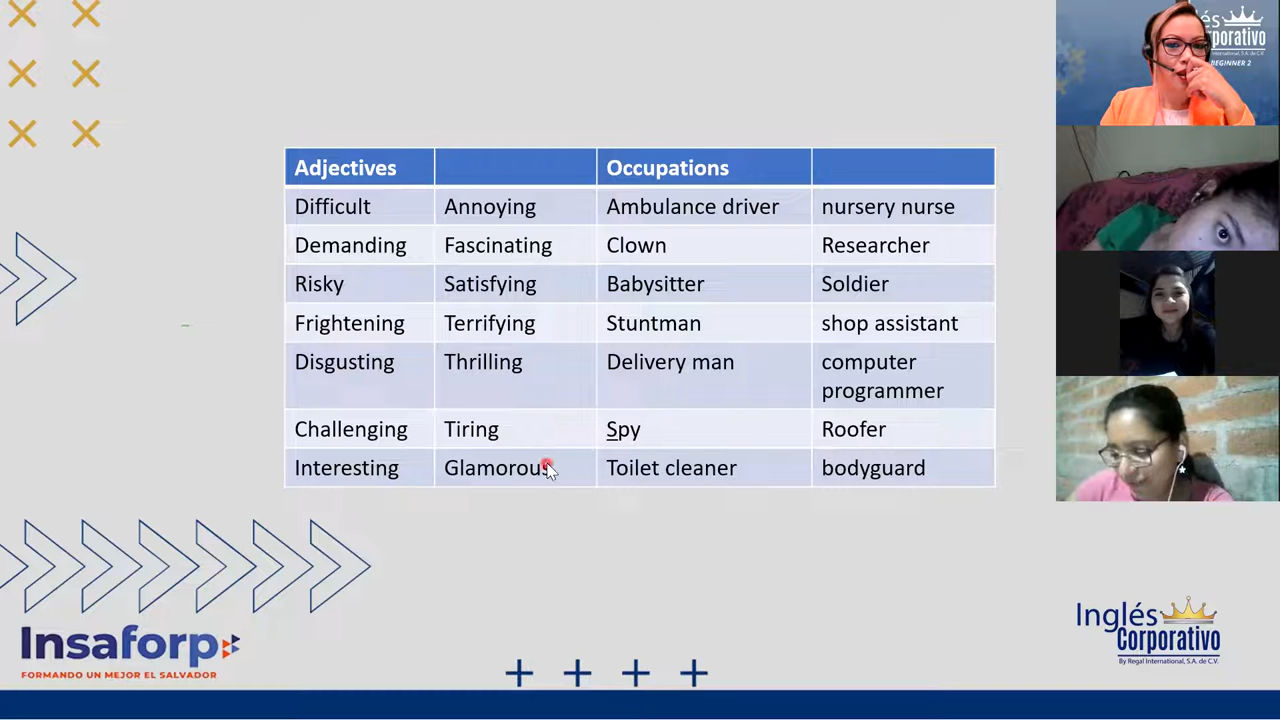 Adjectives Occupations
Difficult Annoying Ambulance driver nursery nurse
Demanding Fascinating Clown Researcher
Risky Satisfying Babysitter Soldier
Frightening Terrifying Stuntman shop assistant
Disgusting Thrilling Delivery man computer
programmer
Challenging Tiring Spy Roofer
Interesting Glamorous Toilet cleaner bodyguard
és
porativo
BEGINNER 2
Insaforp
FORMANDO UN MEJOR EL SALVADOR
Inglés
Corporativo
By Regal International, S.A. de C.V.